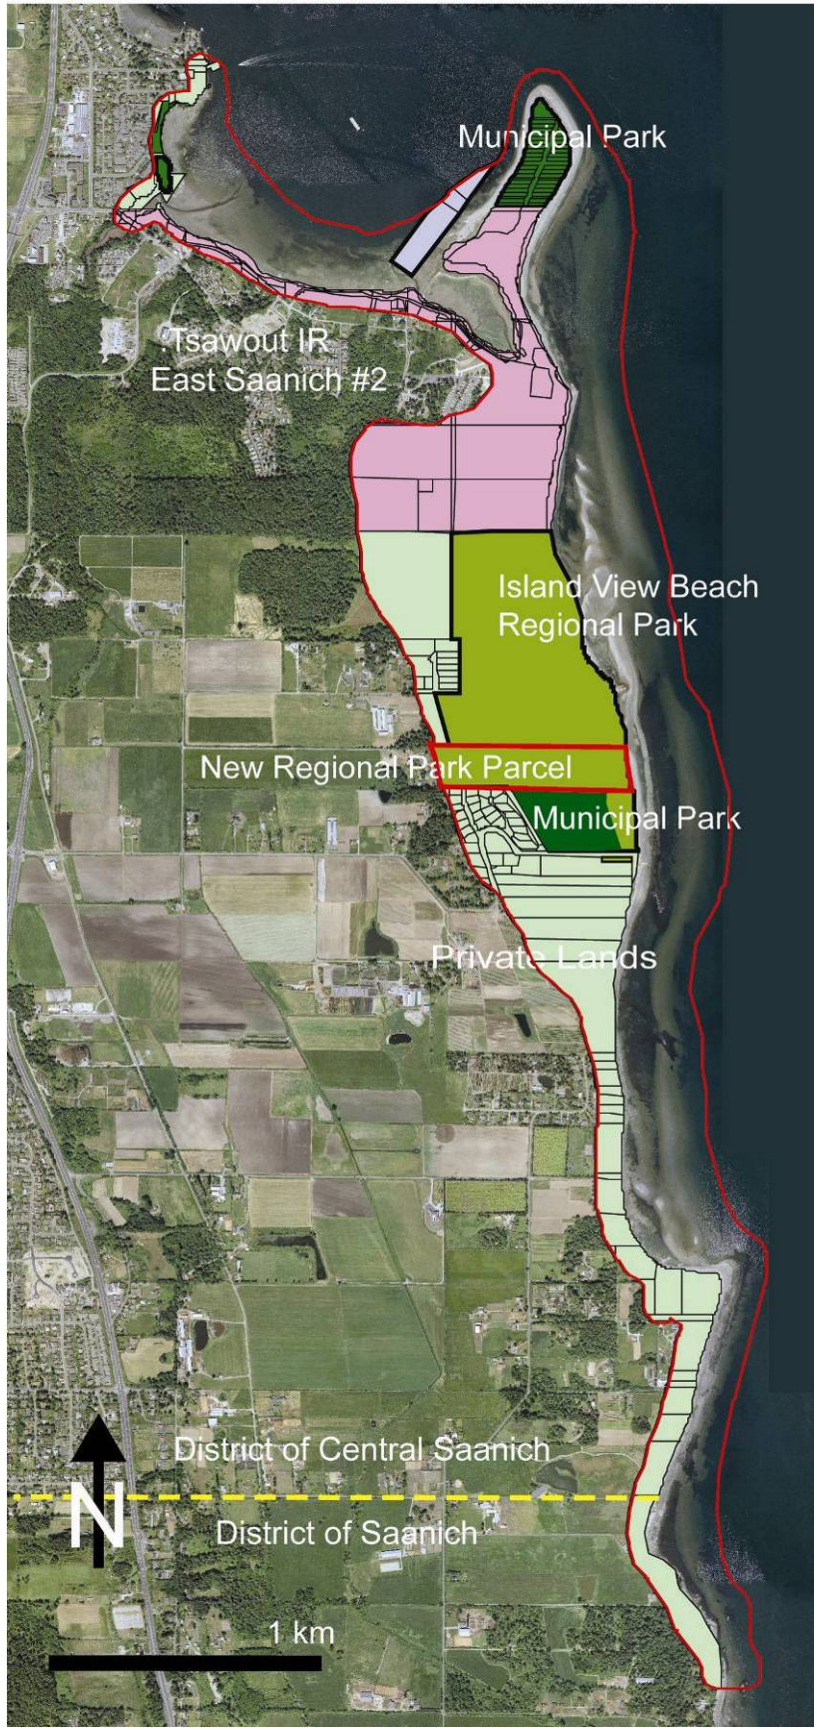 Municipal Park
.Tsawout IR
East Saanich #2
Island View Beach
Regional Park
New Regional Park Parcel
Municipal Park
Private Lands
District of Central Saanich
N
District of Saanich
1 km